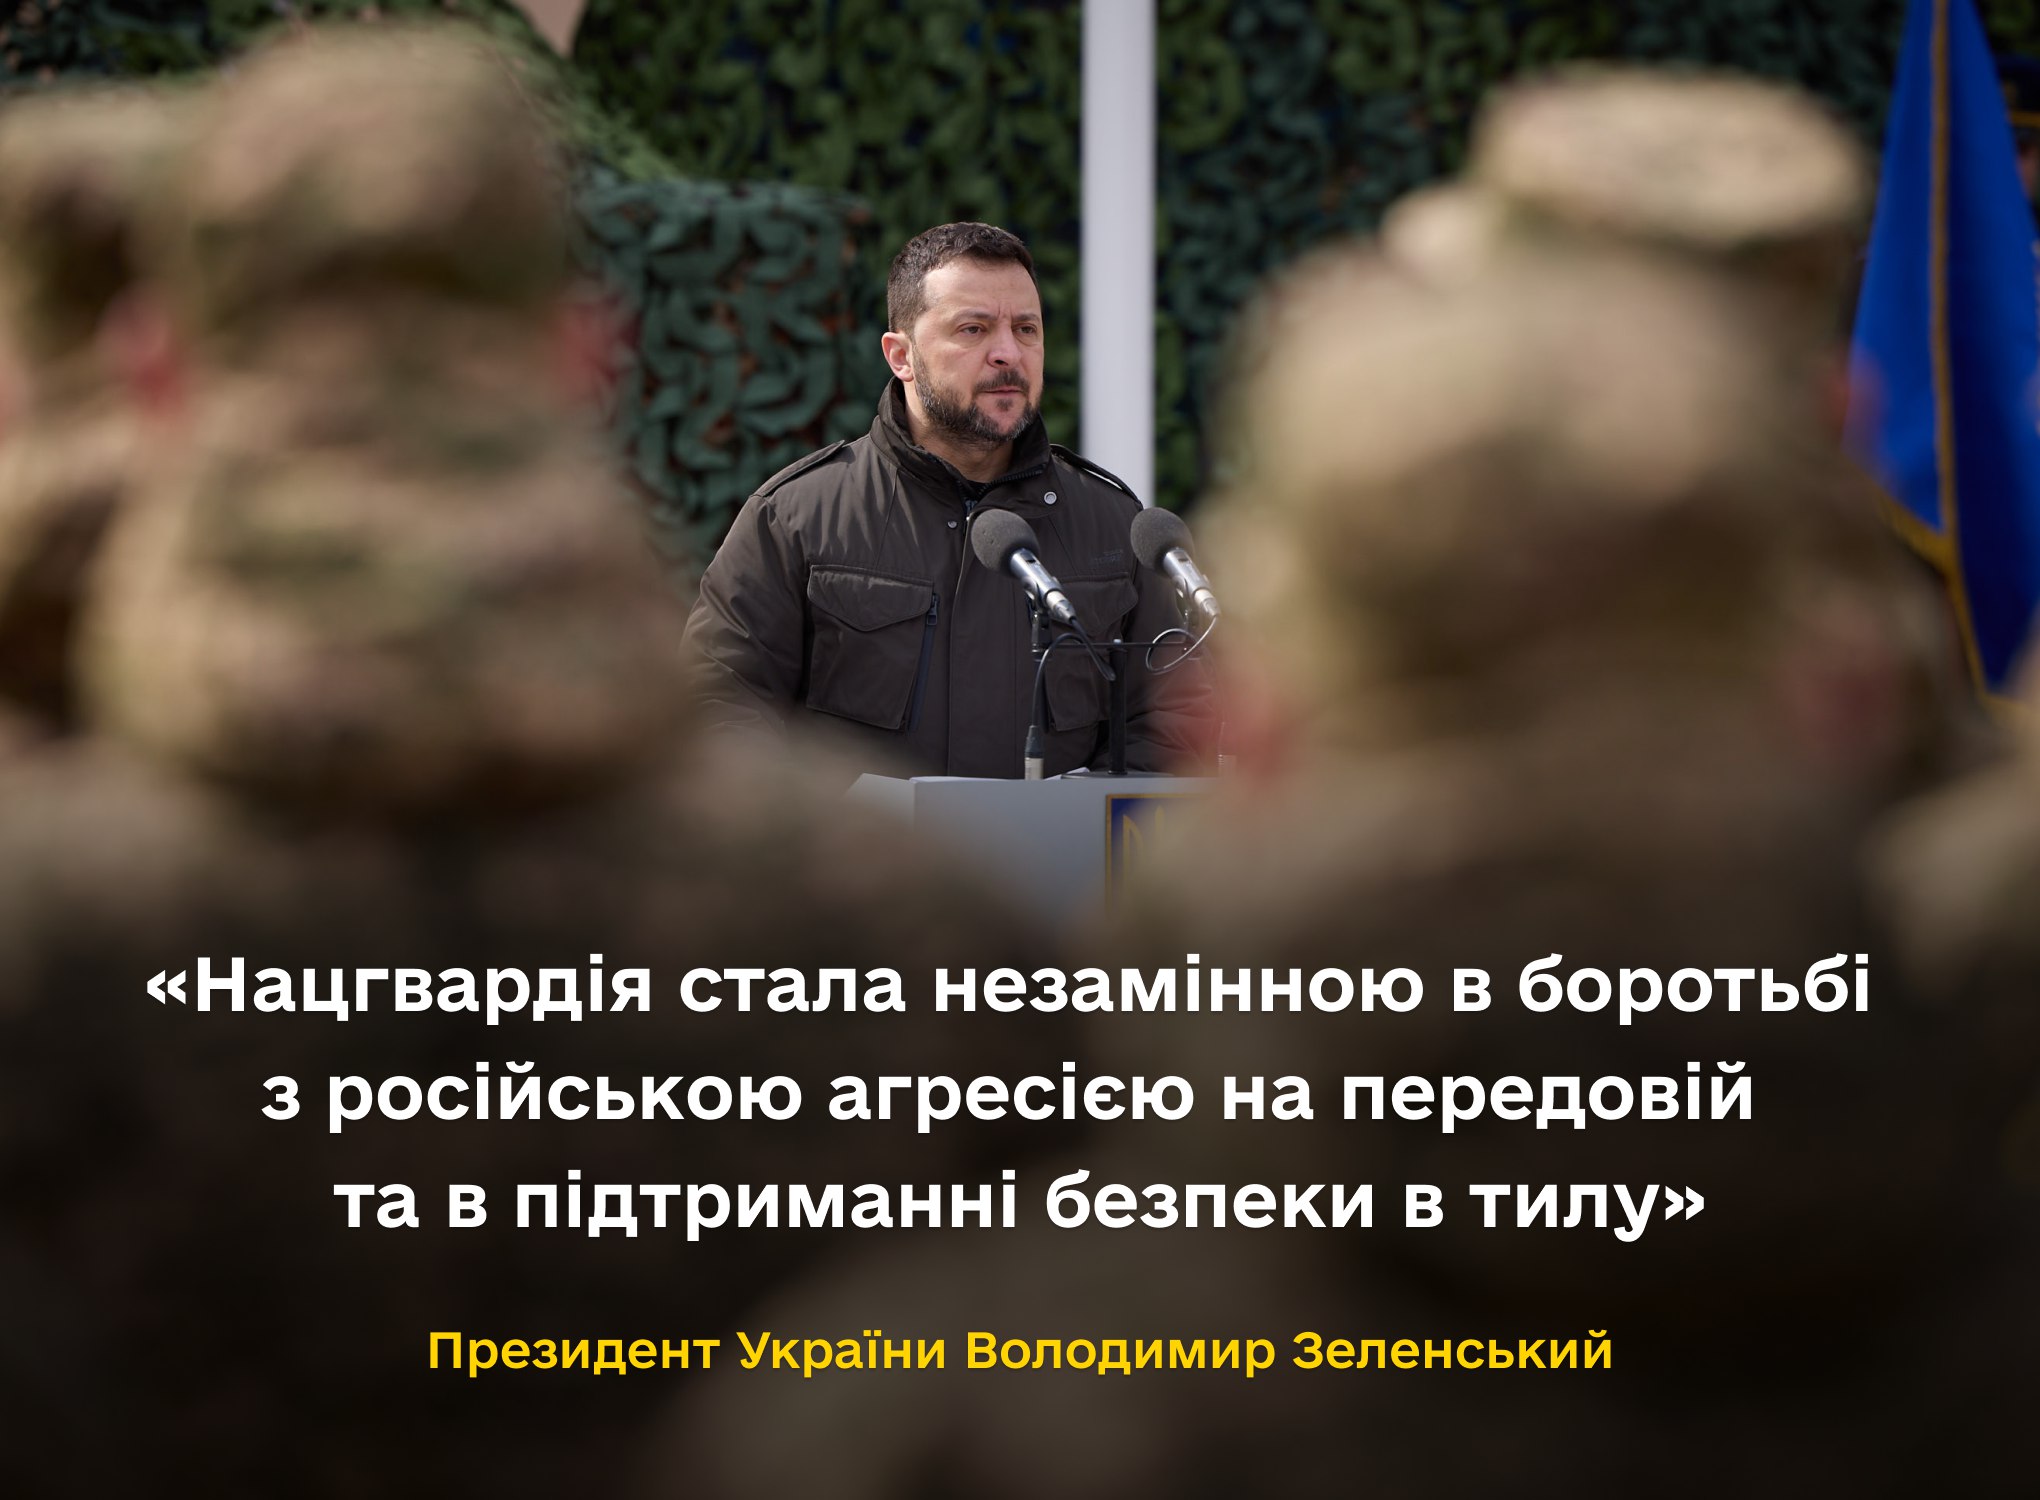 «Нацгвардія стала незамінною в боротьбі
з російською агресією на передовій
та в підтриманні безпеки в тилу»
Президент України Володимир Зеленський